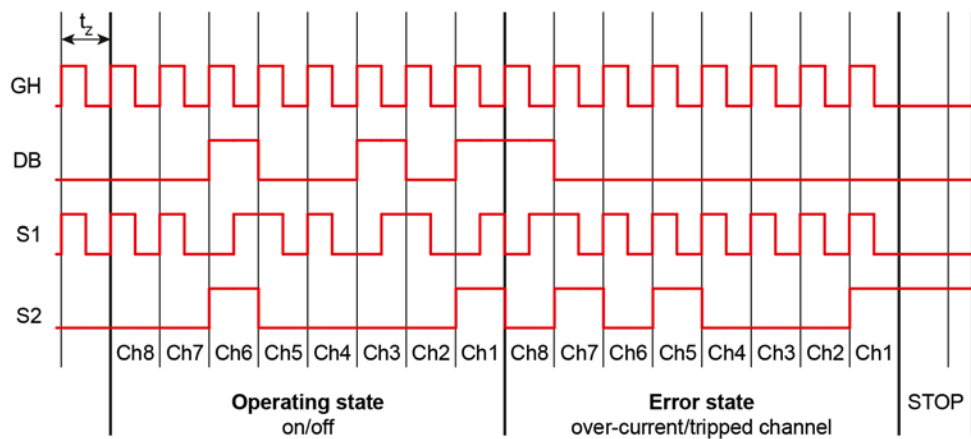 t_z
GH
DB
S1
S2
Ch8 Ch7 Ch6 Ch5 Ch4 Ch3 Ch2 Ch1 Ch8 Ch7 Ch6 Ch5 Ch4 Ch3 Ch2 Ch1
Operating state Error state STOP
on/off over-current/tripped channel